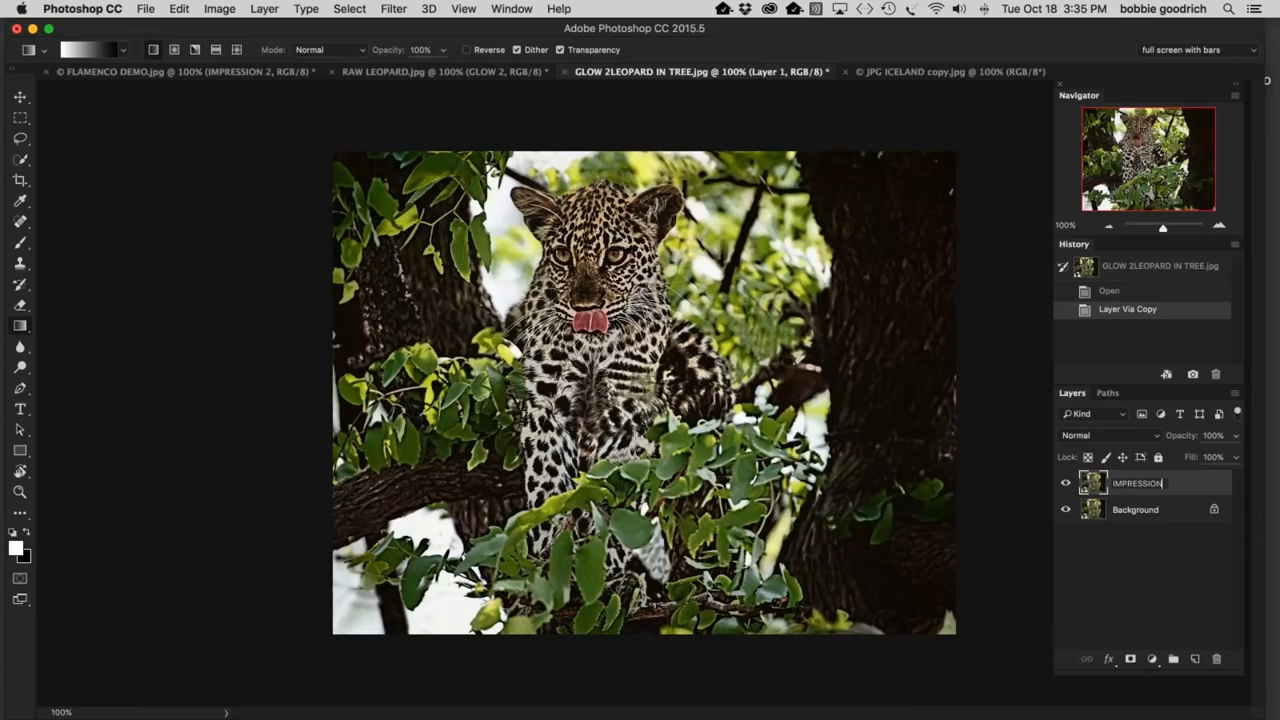 Photoshop CC File Edit Image Layer Type Select Filter 3D View Window Help Tue Oct 18 3:35 PM bobbie goodrich
Adobe Photoshop CC 2015.5
Mode: Normal Opacity: 100% Reverse Dither Transparency full screen with bars
© FLAMENCO DEMO.jpg @ 100% (IMPRESSION 2, RGB/8) * RAW LEOPARD.jpg @ 100% (GLOW 2, RGB/8) * GLOW 2LEOPARD IN TREE.jpg @ 100% (Layer 1, RGB/8) * © JPG ICELAND copy.jpg @ 100% (RGB/8*)
Navigator
100%
History
GLOW 2LEOPARD IN TREE.jpg
Open
Layer Via Copy
Layers Paths
Kind
Normal Opacity: 100%
Lock: Fill: 100%
IMPRESSION
Background
100%